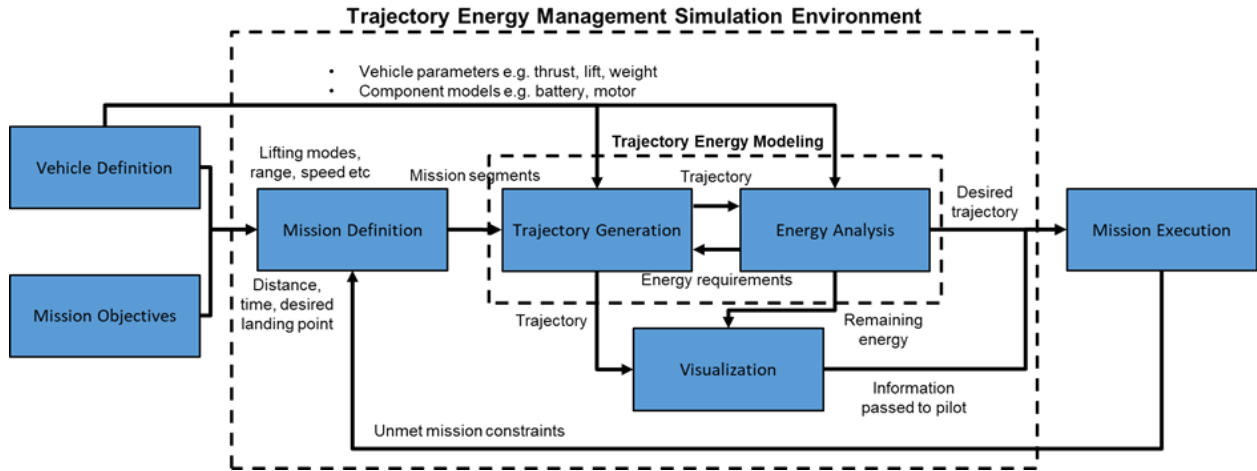 Trajectory Energy Management Simulation Environment
• Vehicle parameters e.g. thrust, lift, weight
• Component models e.g. battery, motor
Vehicle Definition
Lifting modes,
range, speed etc
Mission segments
Trajectory Energy Modeling
Trajectory
Desired
trajectory
Mission Definition
Trajectory Generation
Energy Analysis
Mission Execution
Energy requirements
Mission Objectives
Distance,
time, desired
landing point
Trajectory
Remaining
energy
Visualization
Information
passed to pilot
Unmet mission constraints